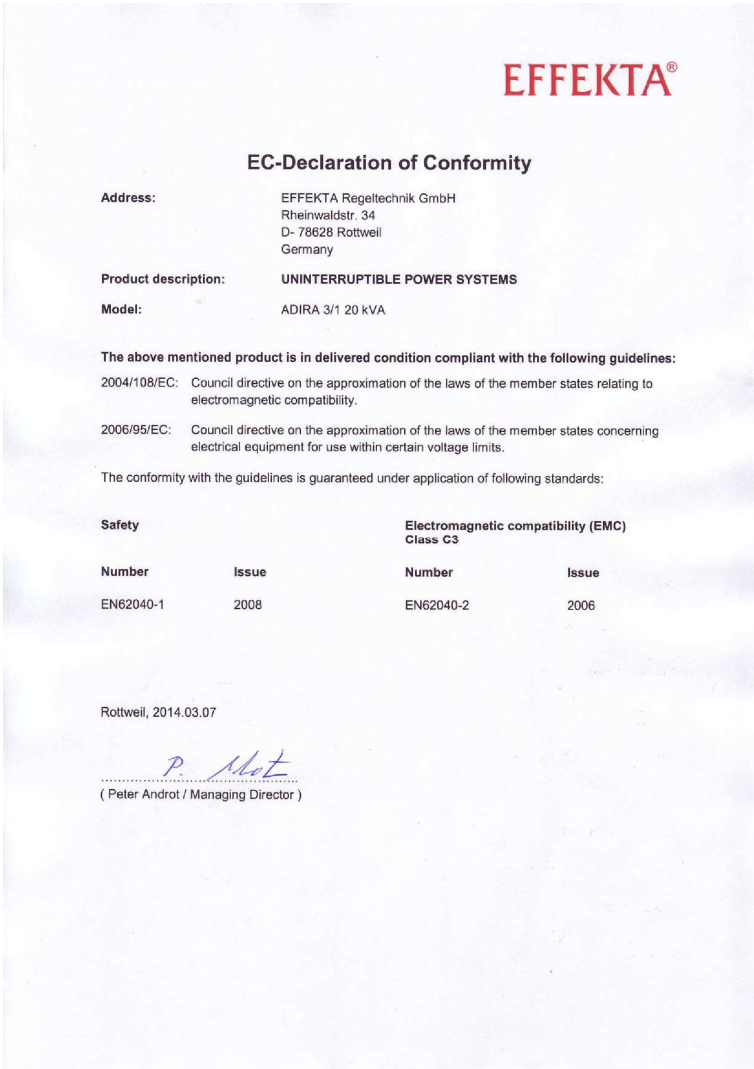 EFFEKTA®
EC-Declaration of Conformity
Address: EFFEKTA Regeltechnik GmbH
Rheinwaldstr. 34
D- 78628 Rottweil
Germany
Product description: UNINTERRUPTIBLE POWER SYSTEMS
Model: ADIRA 3/1 20 kVA
The above mentioned product is in delivered condition compliant with the following guidelines:
2004/108/EC: Council directive on the approximation of the laws of the member states relating to
electromagnetic compatibility.
2006/95/EC: Council directive on the approximation of the laws of the member states concerning
electrical equipment for use within certain voltage limits.
The conformity with the guidelines is guaranteed under application of following standards:
Safety Electromagnetic compatibility (EMC)
Class C3
Number Issue Number Issue
EN62040-1 2008 EN62040-2 2006
Rottweil, 2014.03.07
P.
( Peter Androt / Managing Director )